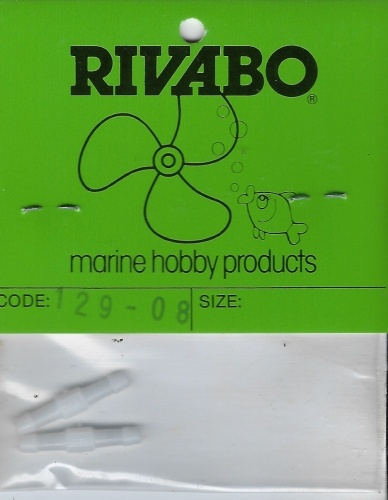 RIVABO®
marine hobby products
CODE: 129-08 SIZE: